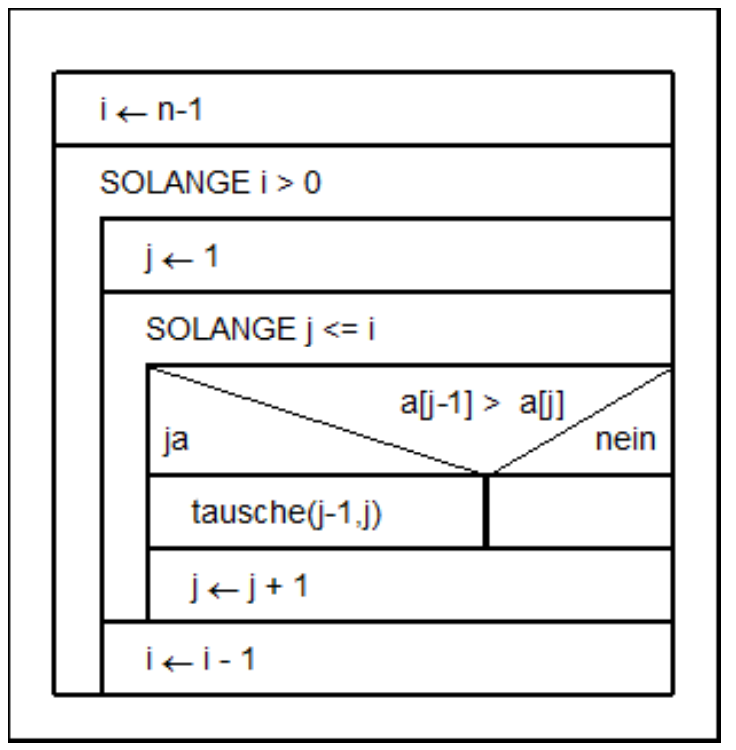 i ← n-1
SOLANGE i > 0
j ← 1
SOLANGE j <= i
a[j-1] > a[j]
ja nein
tausche(j-1,j)
j ← j + 1
i ← i - 1